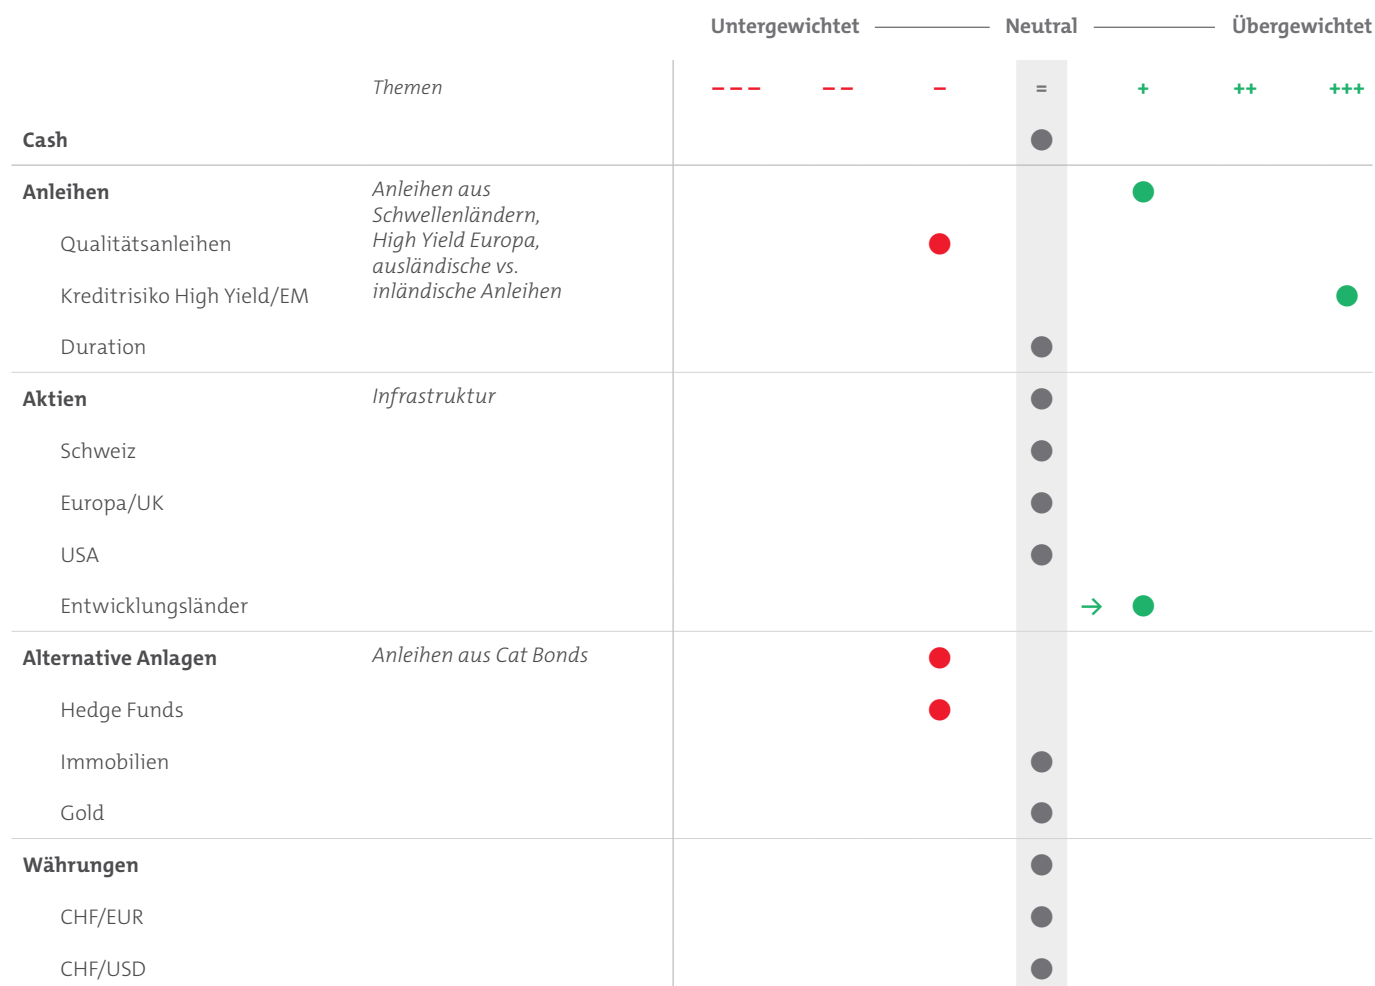 Untergewichtet Neutral Übergewichtet
Themen – – – – – – = + ++ +++
Cash
Anleihen Anleihen aus
Schwellenländern,
Qualitätsanleihen High Yield Europa,
ausländische vs.
Kreditrisiko High Yield/EM inländische Anleihen
Duration
Aktien Infrastruktur
Schweiz
Europa/UK
USA
Entwicklungsländer →
Alternative Anlagen Anleihen aus Cat Bonds
Hedge Funds
Immobilien
Gold
Währungen
CHF/EUR
CHF/USD